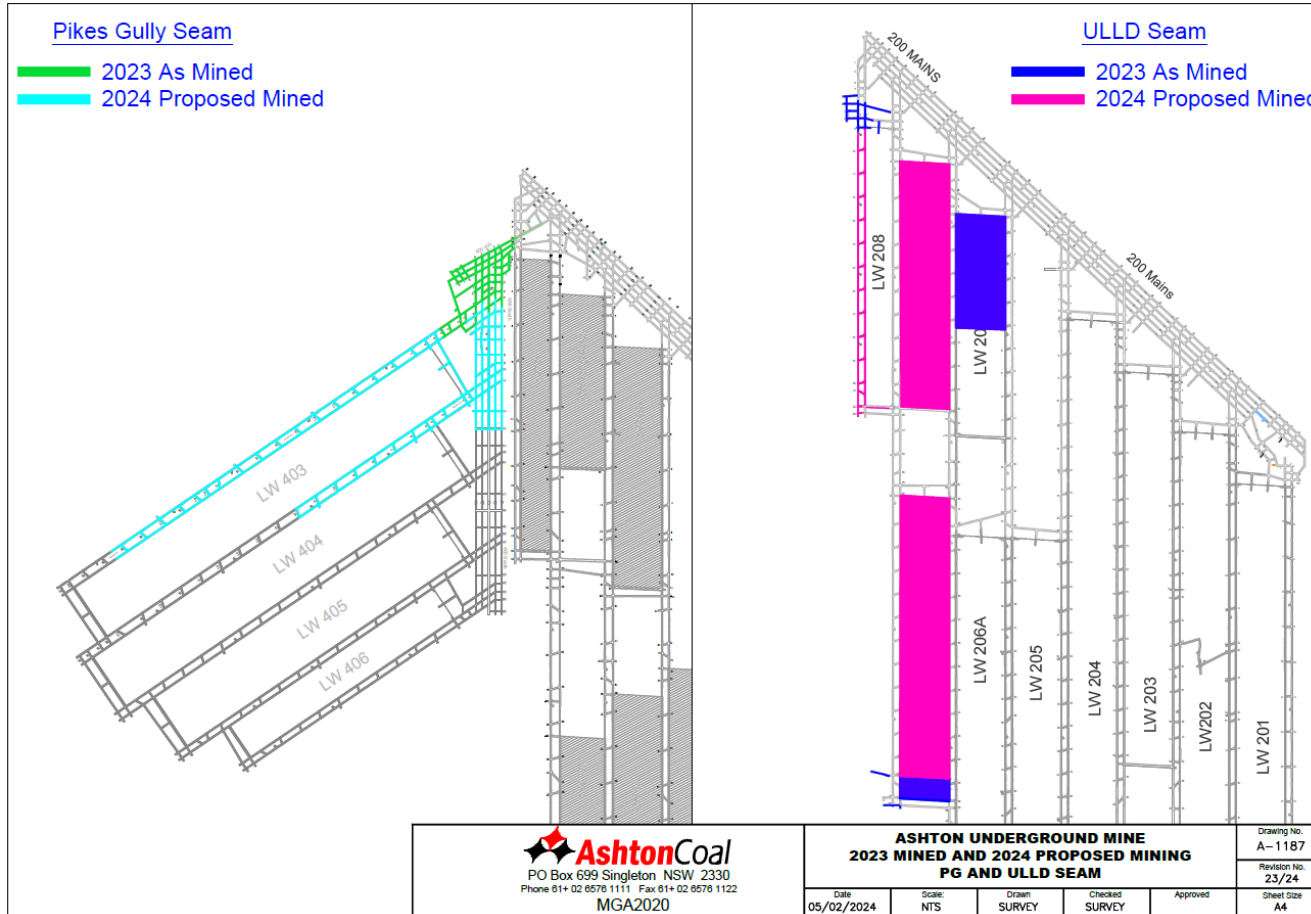 Pikes Gully Seam
2023 As Mined
2024 Proposed Mined
LW 403
LW 404
LW 405
LW 406
ULLD Seam
2023 As Mined
2024 Proposed Mined
200 MAINS
200 Mains
LW 208
LW 20
LW 206A
LW 205
LW 204
LW 203
LW202
LW 201
AshtonCoal
PO Box 699 Singleton NSW 2330
Phone 61+ 02 6576 1111 Fax 61+ 02 6576 1122
MGA2020
ASHTON UNDERGROUND MINE
2023 MINED AND 2024 PROPOSED MINING
PG AND ULLD SEAM
Date
05/02/2024
Scale:
NTS
Drawn
SURVEY
Checked
SURVEY
Approved
Drawing No.
A-1187
Revision No.
23/24
Sheet Size
A4